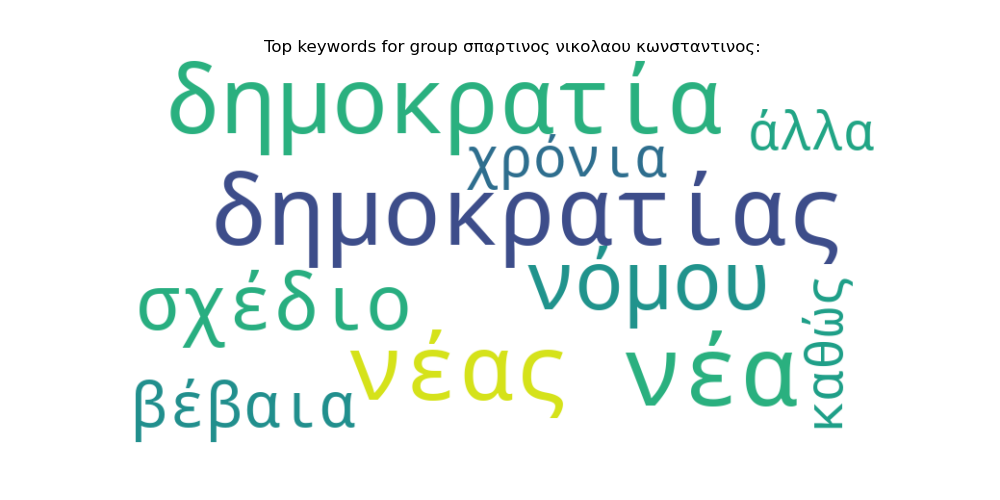 Top keywords for group σπαρτινος νικολαου κωνσταντινος:
δημοκρατία
άλλα
χρόνια
δημοκρατίας
νόμου
σχέδιο
καθώς
νέας
νέα
βέβαια